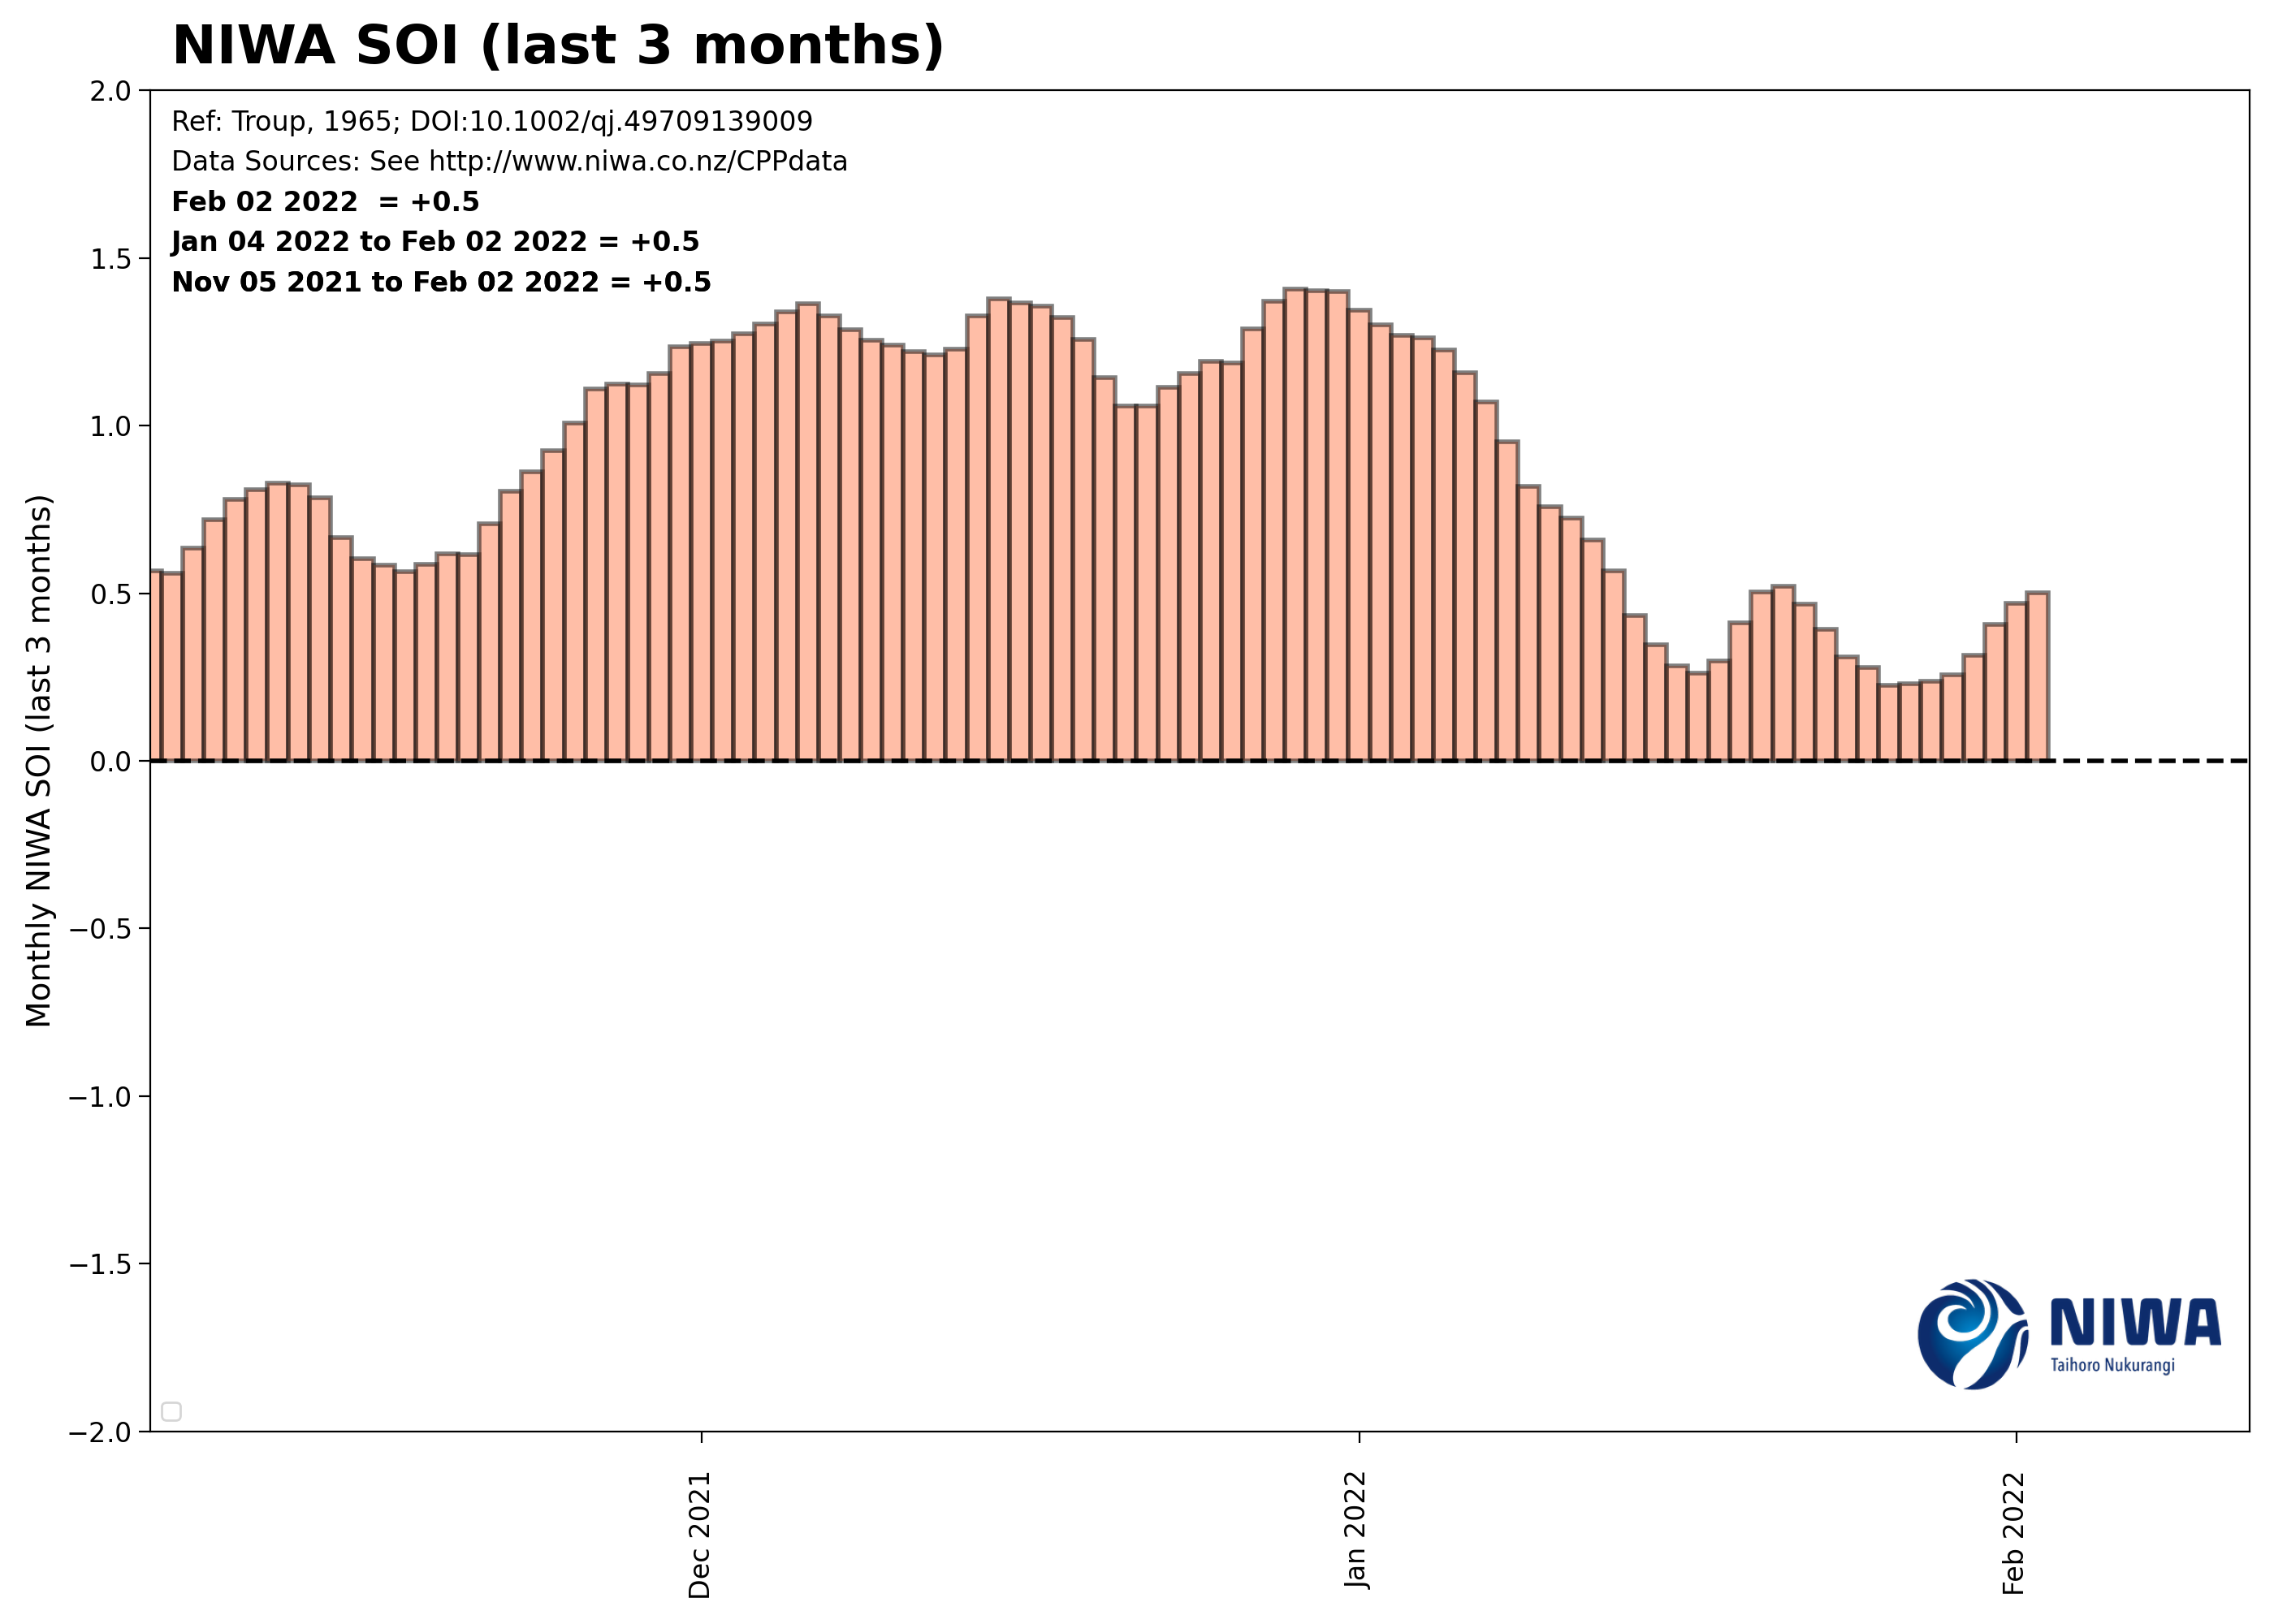 NIWA SOI (last 3 months)
Ref: Troup, 1965; DOI:10.1002/qj.49709139009
Data Sources: See http://www.niwa.co.nz/CPPdata
Feb 02 2022  = +0.5
Jan 04 2022 to Feb 02 2022 = +0.5
Nov 05 2021 to Feb 02 2022 = +0.5
Monthly NIWA SOI (last 3 months)
2.0
1.5
1.0
0.5
0.0
−0.5
−1.0
−1.5
−2.0
NIWA
Taihoro Nukurangi
Dec 2021
Jan 2022
Feb 2022